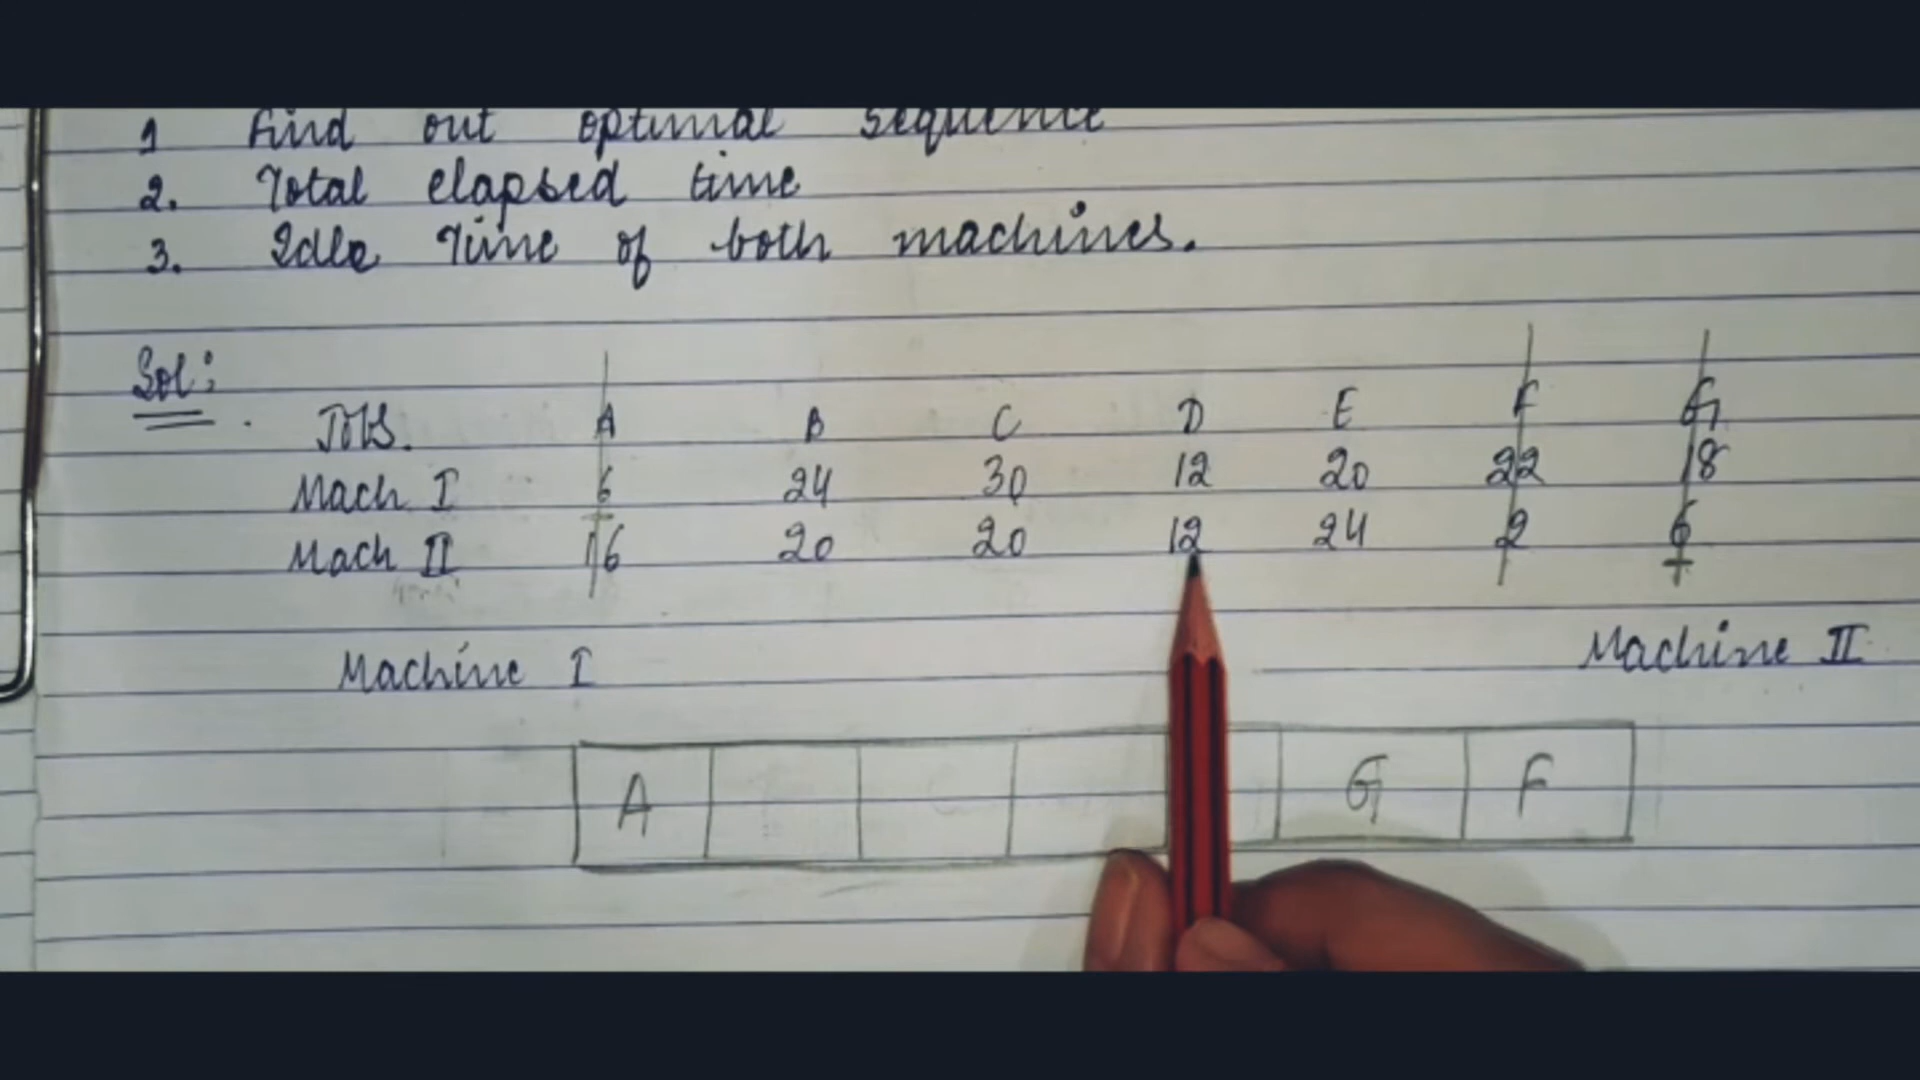 1 Find out optimal sequence
2. Total elapsed time
3. Idle Time of both machines.
Sol:
Jobs. A B C D E F G
Mach I 6 24 30 12 20 22 18
Mach II 16 20 20 12 24 2 6
Machine I Machine II
A G F